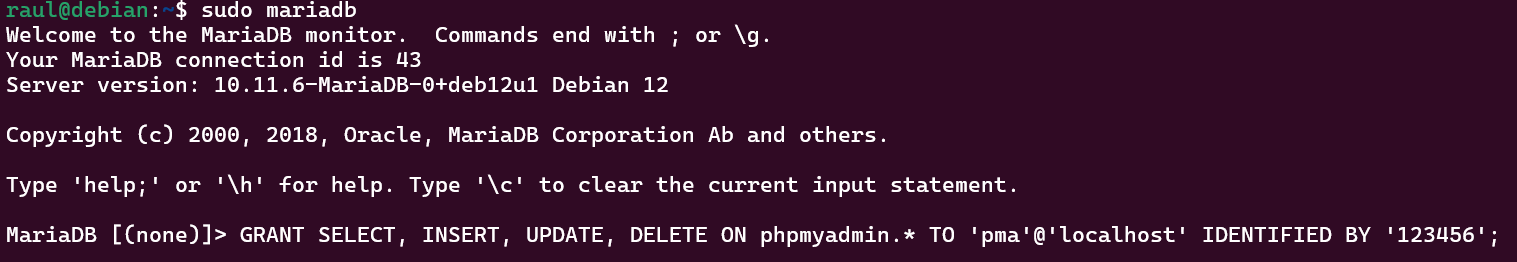 raul@debian:~$ sudo mariadb
Welcome to the MariaDB monitor.  Commands end with ; or \g.
Your MariaDB connection id is 43
Server version: 10.11.6-MariaDB-0+deb12u1 Debian 12

Copyright (c) 2000, 2018, Oracle, MariaDB Corporation Ab and others.

Type 'help;' or '\h' for help. Type '\c' to clear the current input statement.

MariaDB [(none)]> GRANT SELECT, INSERT, UPDATE, DELETE ON phpmyadmin.* TO 'pma'@'localhost' IDENTIFIED BY '123456';